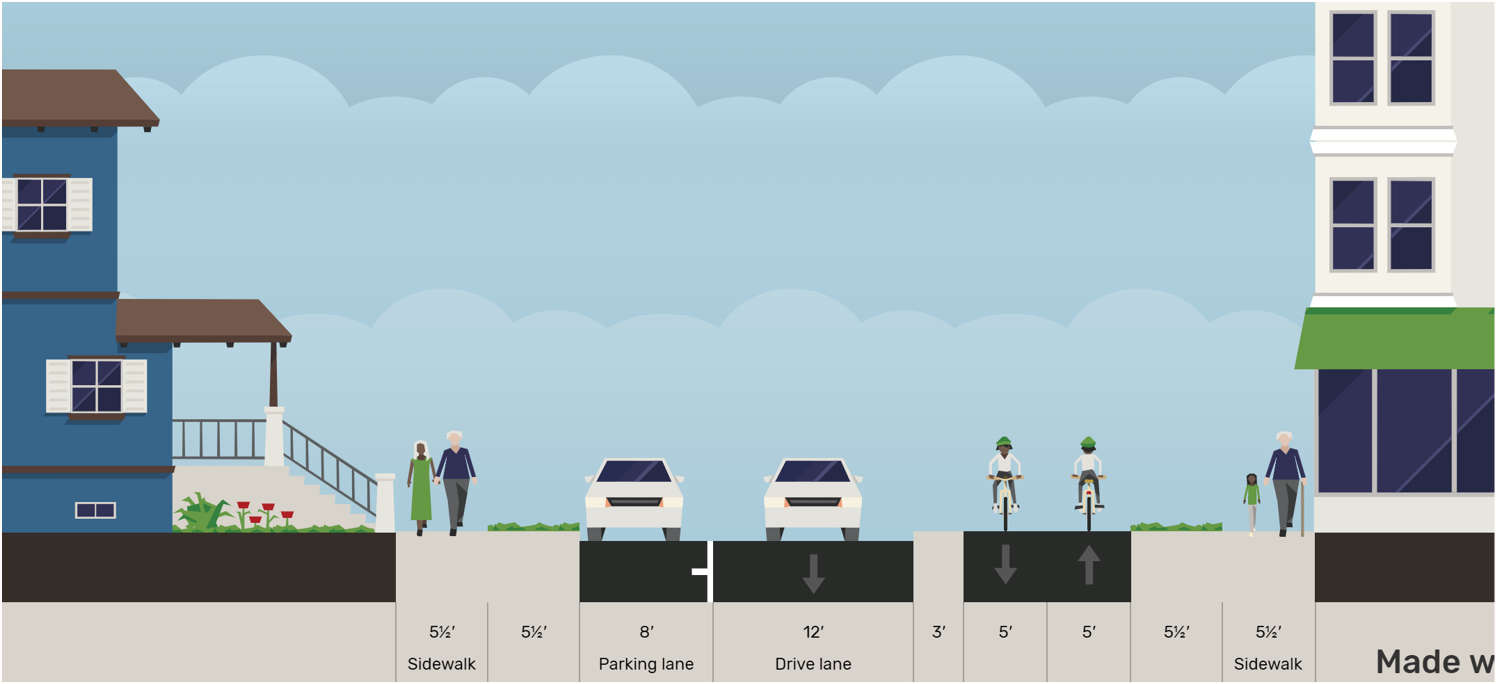 5½′ 5½′ 8′ 12′ 3′ 5′ 5′ 5½′ 5½′
Sidewalk Parking lane Drive lane Sidewalk
Made w